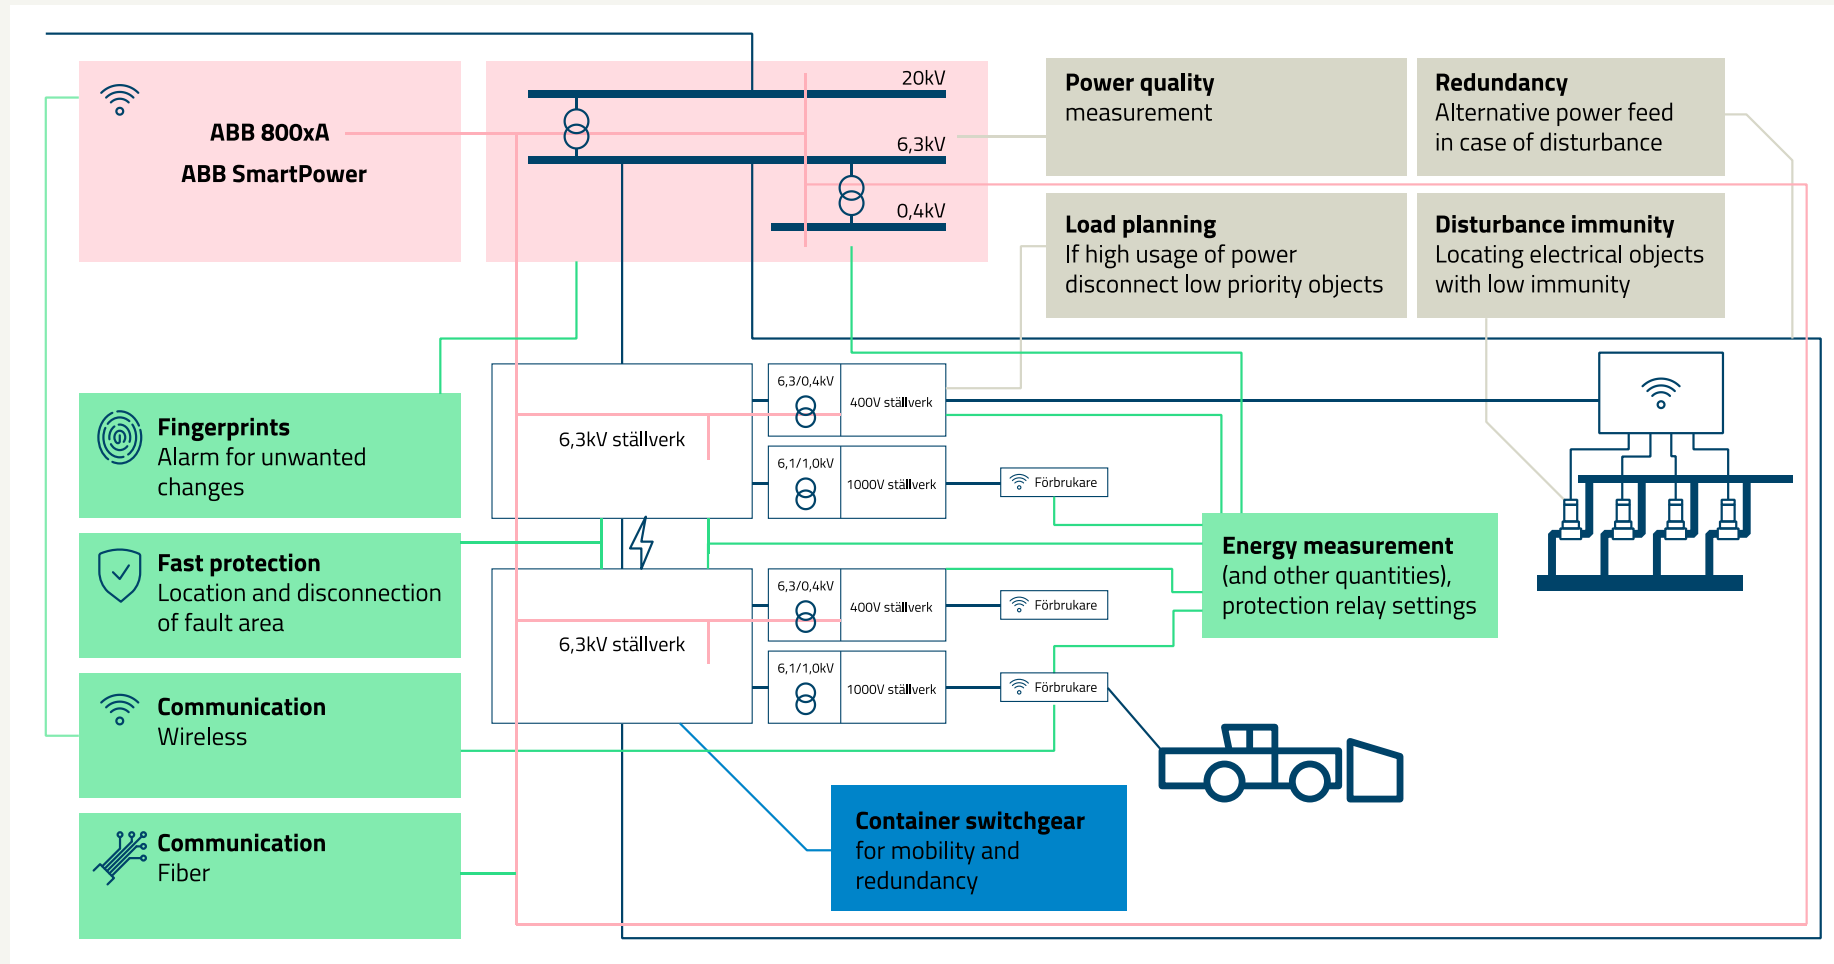 ABB 800xA
ABB SmartPower
20kV
6,3kV
0,4kV
Power quality
measurement
Redundancy
Alternative power feed
in case of disturbance
Load planning
If high usage of power
disconnect low priority objects
Disturbance immunity
Locating electrical objects
with low immunity
Fingerprints
Alarm for unwanted
changes
Fast protection
Location and disconnection
of fault area
Communication
Wireless
Communication
Fiber
6,3kV ställverk
6,3/0,4kV
400V ställverk
6,1/1,0kV
1000V ställverk
Förbrukare
6,3kV ställverk
6,3/0,4kV
400V ställverk
Förbrukare
6,1/1,0kV
1000V ställverk
Förbrukare
Energy measurement
(and other quantities),
protection relay settings
Container switchgear
for mobility and
redundancy